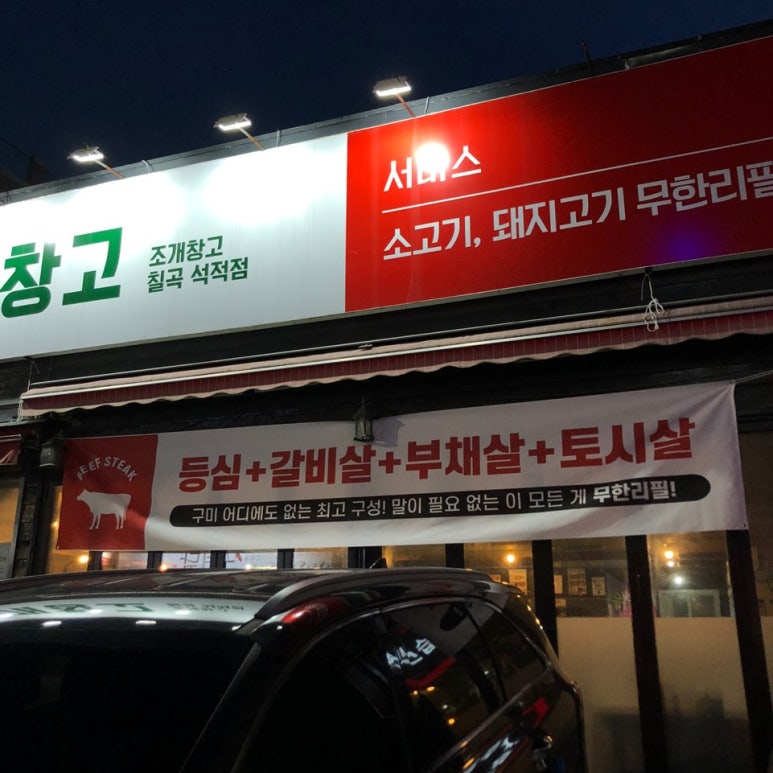 창고
조개창고
칠곡 석적점
서비스
소고기, 돼지고기 무한리필
BEEF STEAK
등심+갈비살+부채살+토시살
구미 어디에도 없는 최고 구성! 말이 필요 없는 이 모든 게 무한리필!